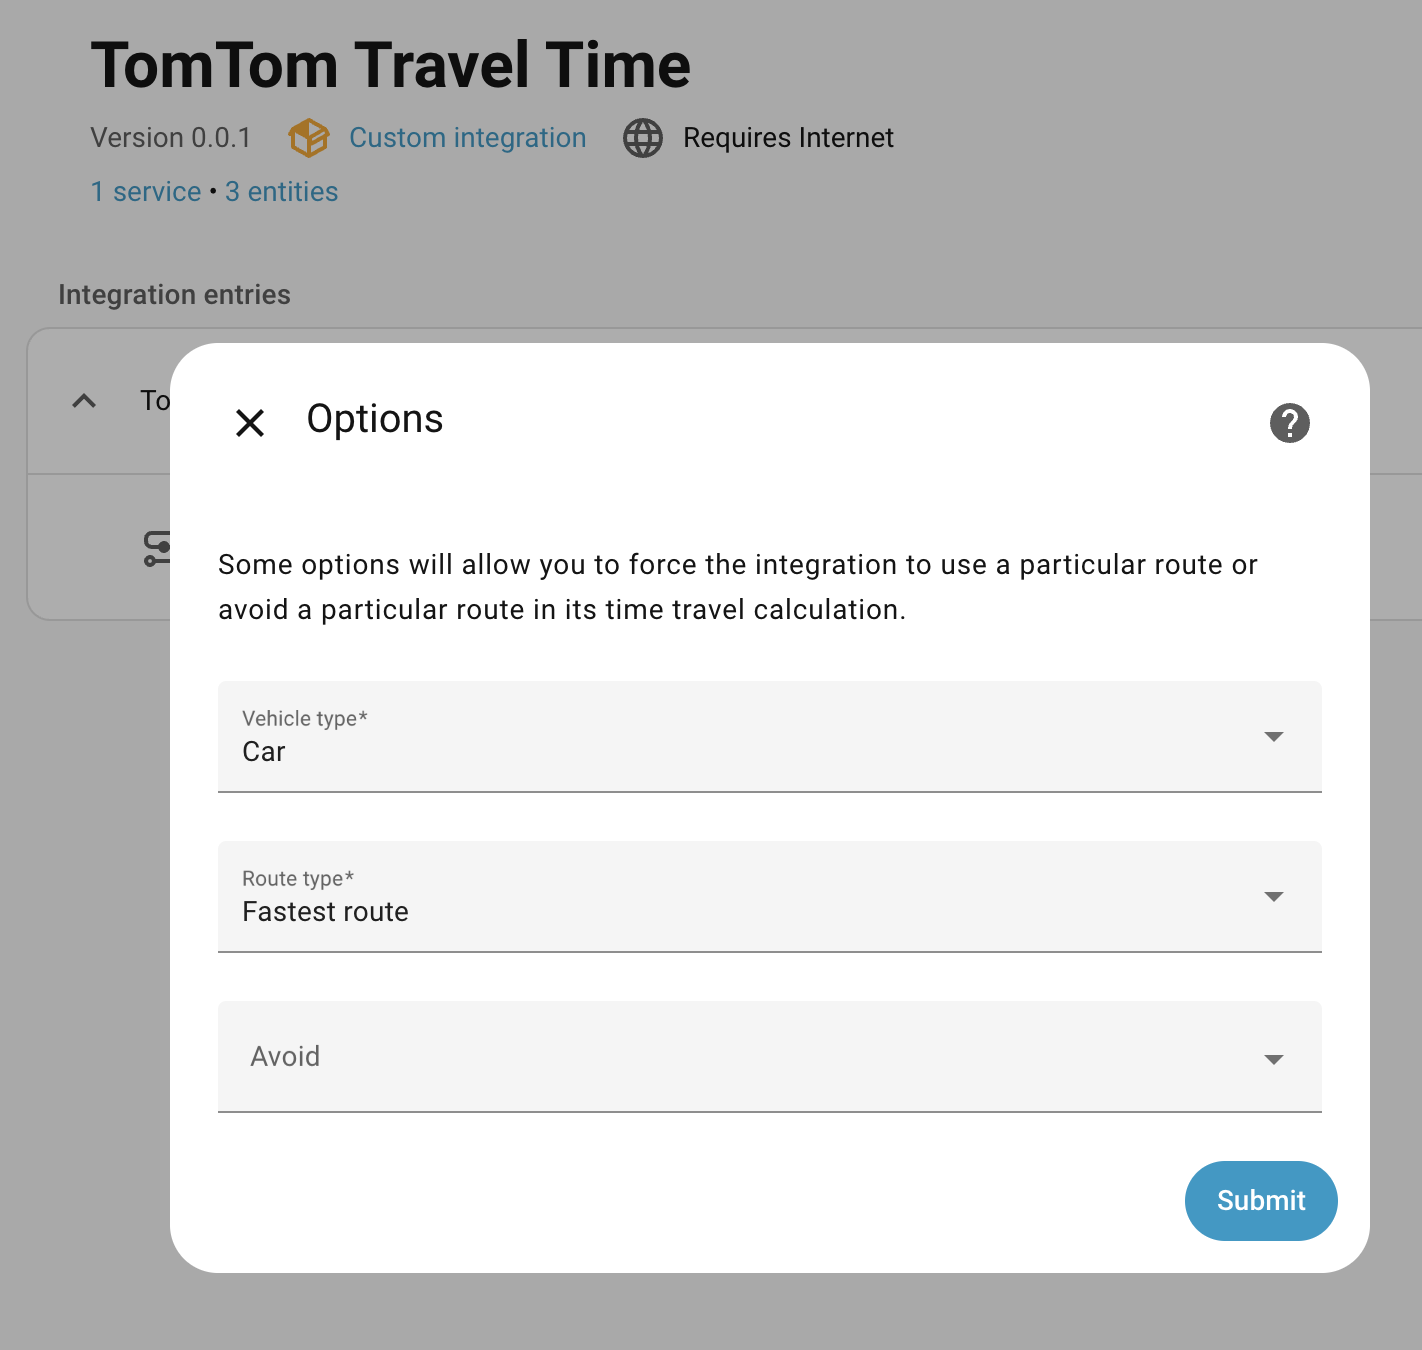 TomTom Travel Time
Version 0.0.1 Custom integration Requires Internet
1 service • 3 entities
Integration entries
To
Options
Some options will allow you to force the integration to use a particular route or
avoid a particular route in its time travel calculation.
Vehicle type*
Car
Route type*
Fastest route
Avoid
Submit